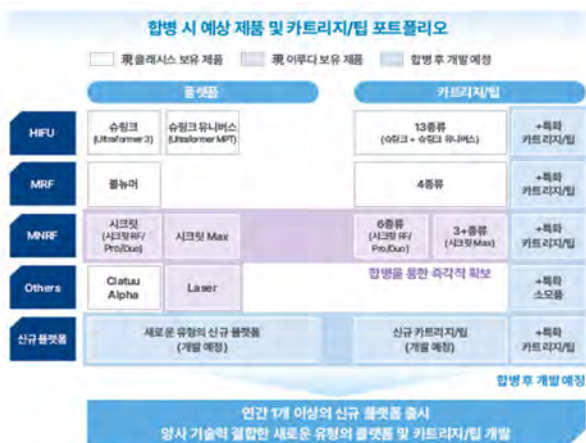 합병 시 예상 제품 및 카트리지/팁 포트폴리오
現 클래시스 보유 제품
現 이루다 보유 제품
합병 후 개발 예정
플랫폼
카트리지/팁
HIFU
슈링크
(Ultraformer 3)
슈링크 유니버스
(Ultraformer MPT)
13종류
(슈링크 + 슈링크 유니버스)
+특화
카트리지/팁
MRF
볼뉴머
4종류
+특화
카트리지/팁
MNRF
시크릿
(시크릿 RF/
Pro/Duo)
시크릿 Max
6종류
(시크릿 RF/
Pro/Duo)
3+종류
(시크릿 Max)
+특화
카트리지/팁
합병을 통한 즉각적 확보
Others
Clatuu
Alpha
Laser
+특화
소모품
신규 플랫폼
새로운 유형의 신규 플랫폼
(개발 예정)
신규 카트리지/팁
(개발 예정)
+특화
카트리지/팁
합병 후 개발 예정
연간 1개 이상의 신규 플랫폼 출시
양사 기술력 결합한 새로운 유형의 플랫폼 및 카트리지/팁 개발